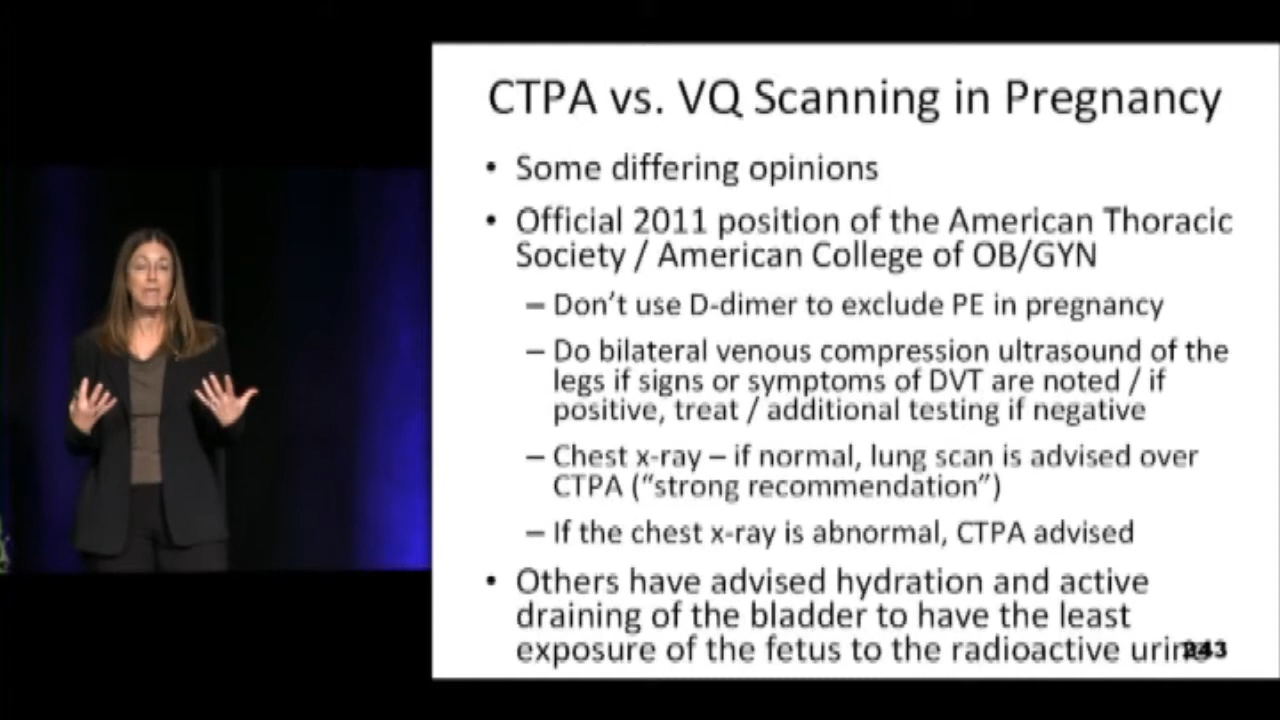 CTPA vs. VQ Scanning in Pregnancy
• Some differing opinions
• Official 2011 position of the American Thoracic
Society / American College of OB/GYN
– Don't use D-dimer to exclude PE in pregnancy
– Do bilateral venous compression ultrasound of the
legs if signs or symptoms of DVT are noted / if
positive, treat / additional testing if negative
– Chest x-ray – if normal, lung scan is advised over
CTPA (“strong recommendation”)
– If the chest x-ray is abnormal, CTPA advised
• Others have advised hydration and active
draining of the bladder to have the least
exposure of the fetus to the radioactive urine